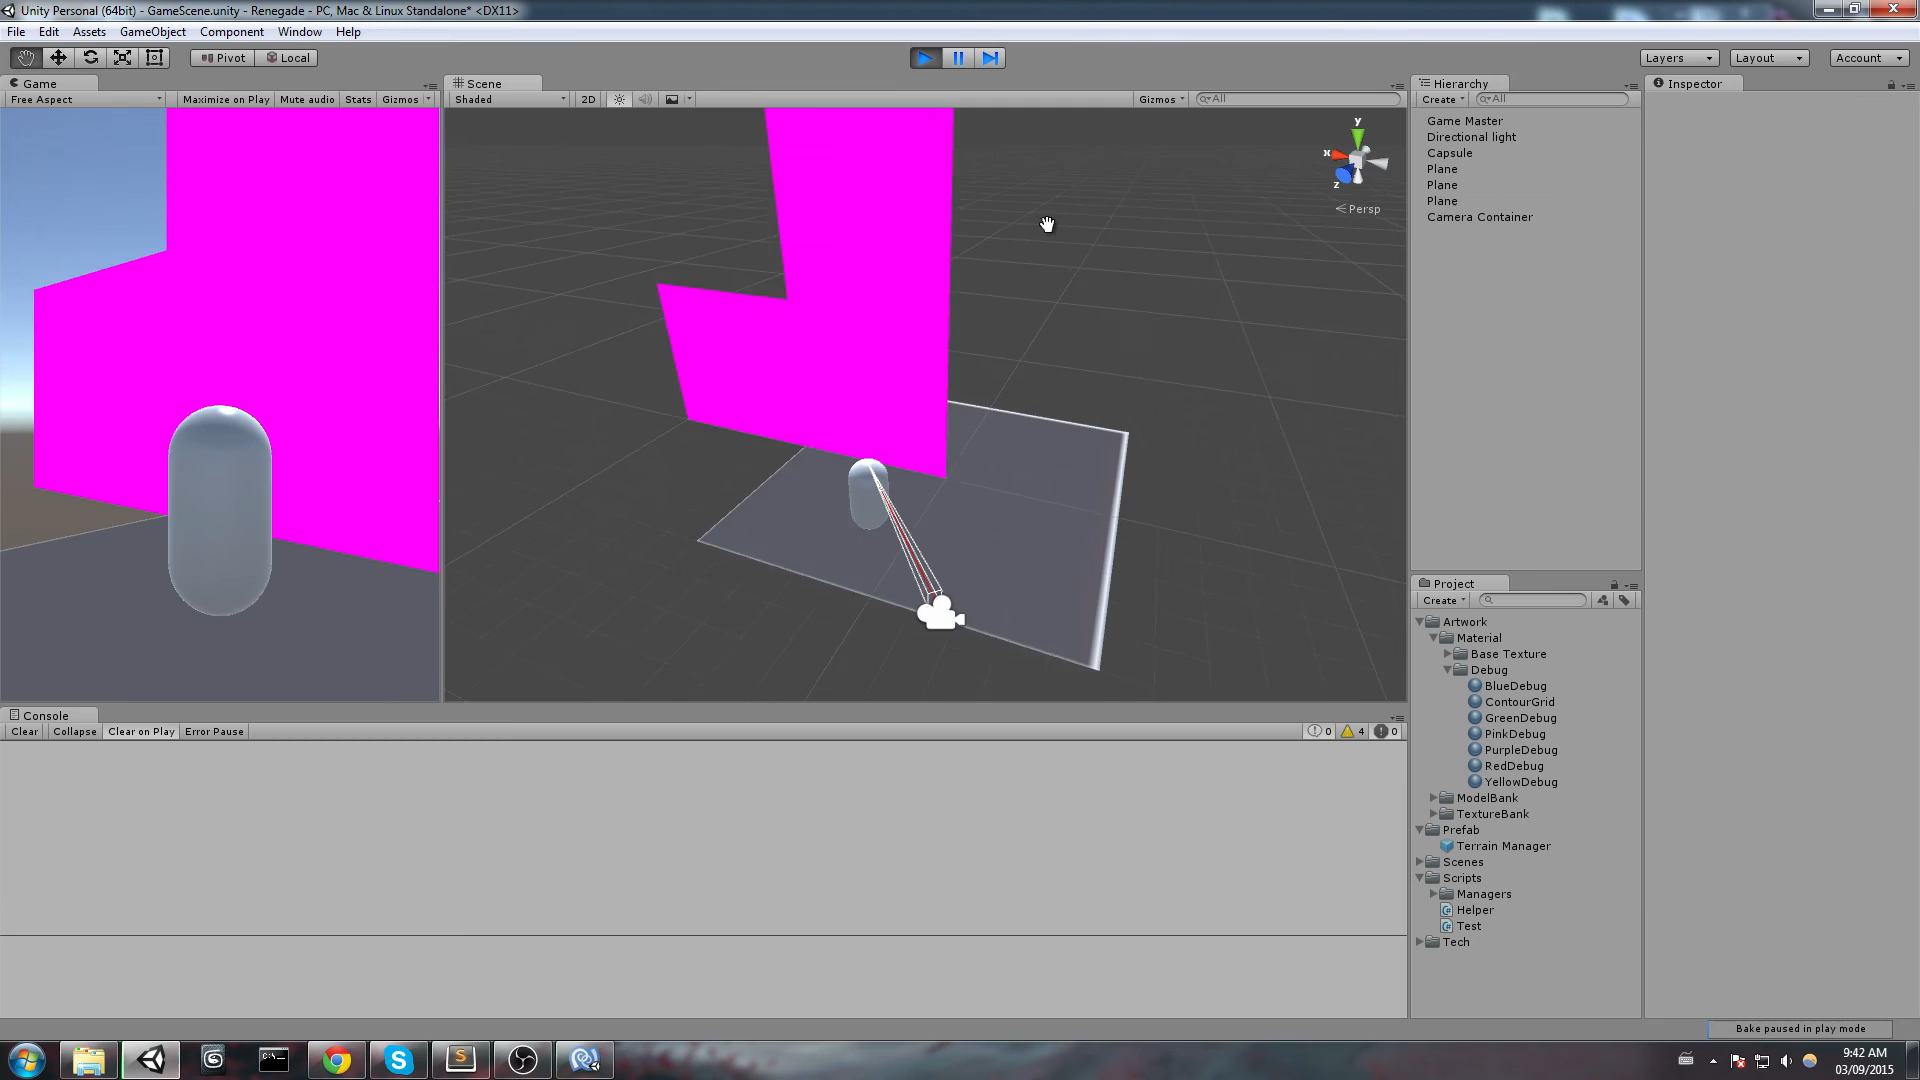 Unity Personal (64bit) - GameScene.unity - Renegade - PC, Mac & Linux Standalone* <DX11>
File Edit Assets GameObject Component Window Help
Pivot Local Layers Layout Account
Game
Free Aspect Maximize on Play Mute audio Stats Gizmos
Scene
Shaded 2D Gizmos All
y
x
z
Persp
Hierarchy
Create All
Game Master
Directional light
Capsule
Plane
Plane
Plane
Camera Container
Inspector
Project
Create
Artwork
Material
Base Texture
Debug
BlueDebug
ContourGrid
GreenDebug
PinkDebug
PurpleDebug
RedDebug
YellowDebug
ModelBank
TextureBank
Prefab
Terrain Manager
Scenes
Scripts
Managers
Helper
Test
Tech
Console
Clear Collapse Clear on Play Error Pause 0 4 0
Bake paused in play mode
9:42 AM
03/09/2015